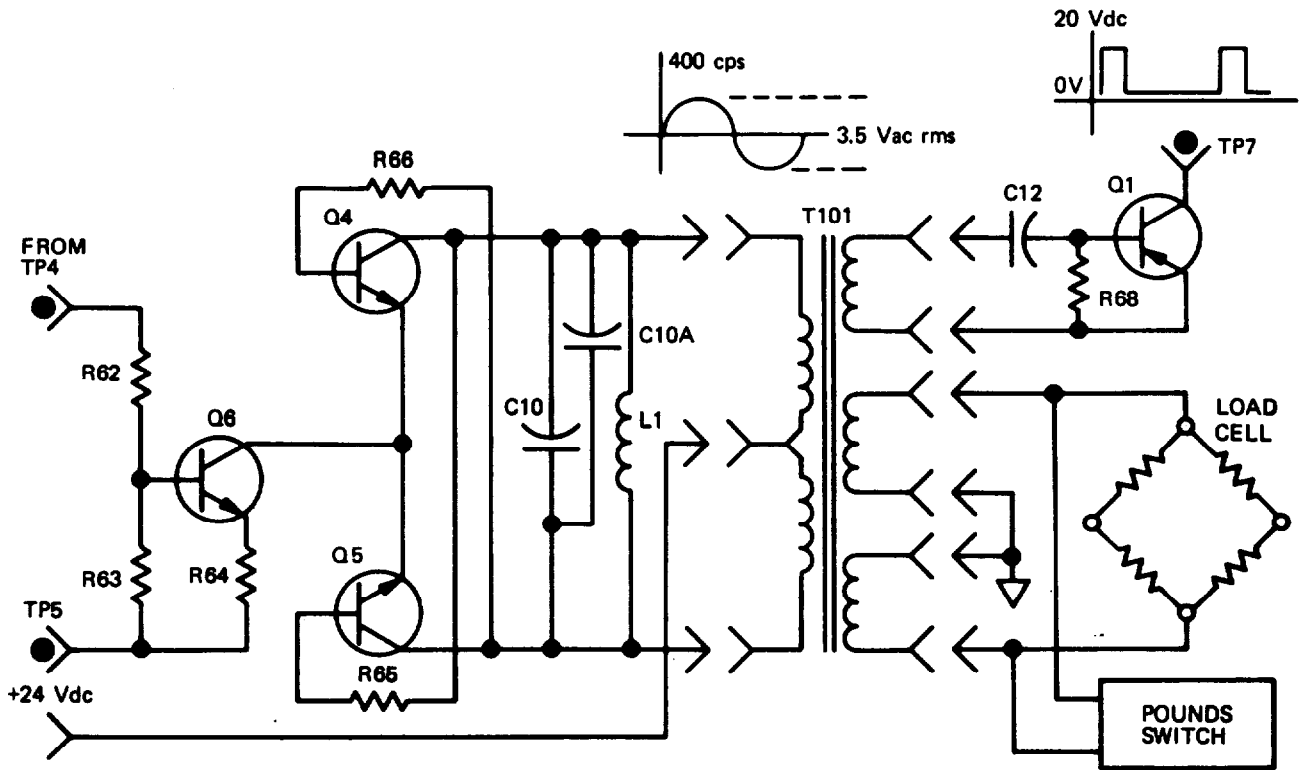 20 Vdc
0V
400 cps
3.5 Vac rms
TP7
R66
C12
Q1
Q4
T101
FROM
TP4
R68
R62
C10A
Q6
C10
L1
LOAD
CELL
Q5
R63
R64
TP5
R65
+24 Vdc
POUNDS
SWITCH